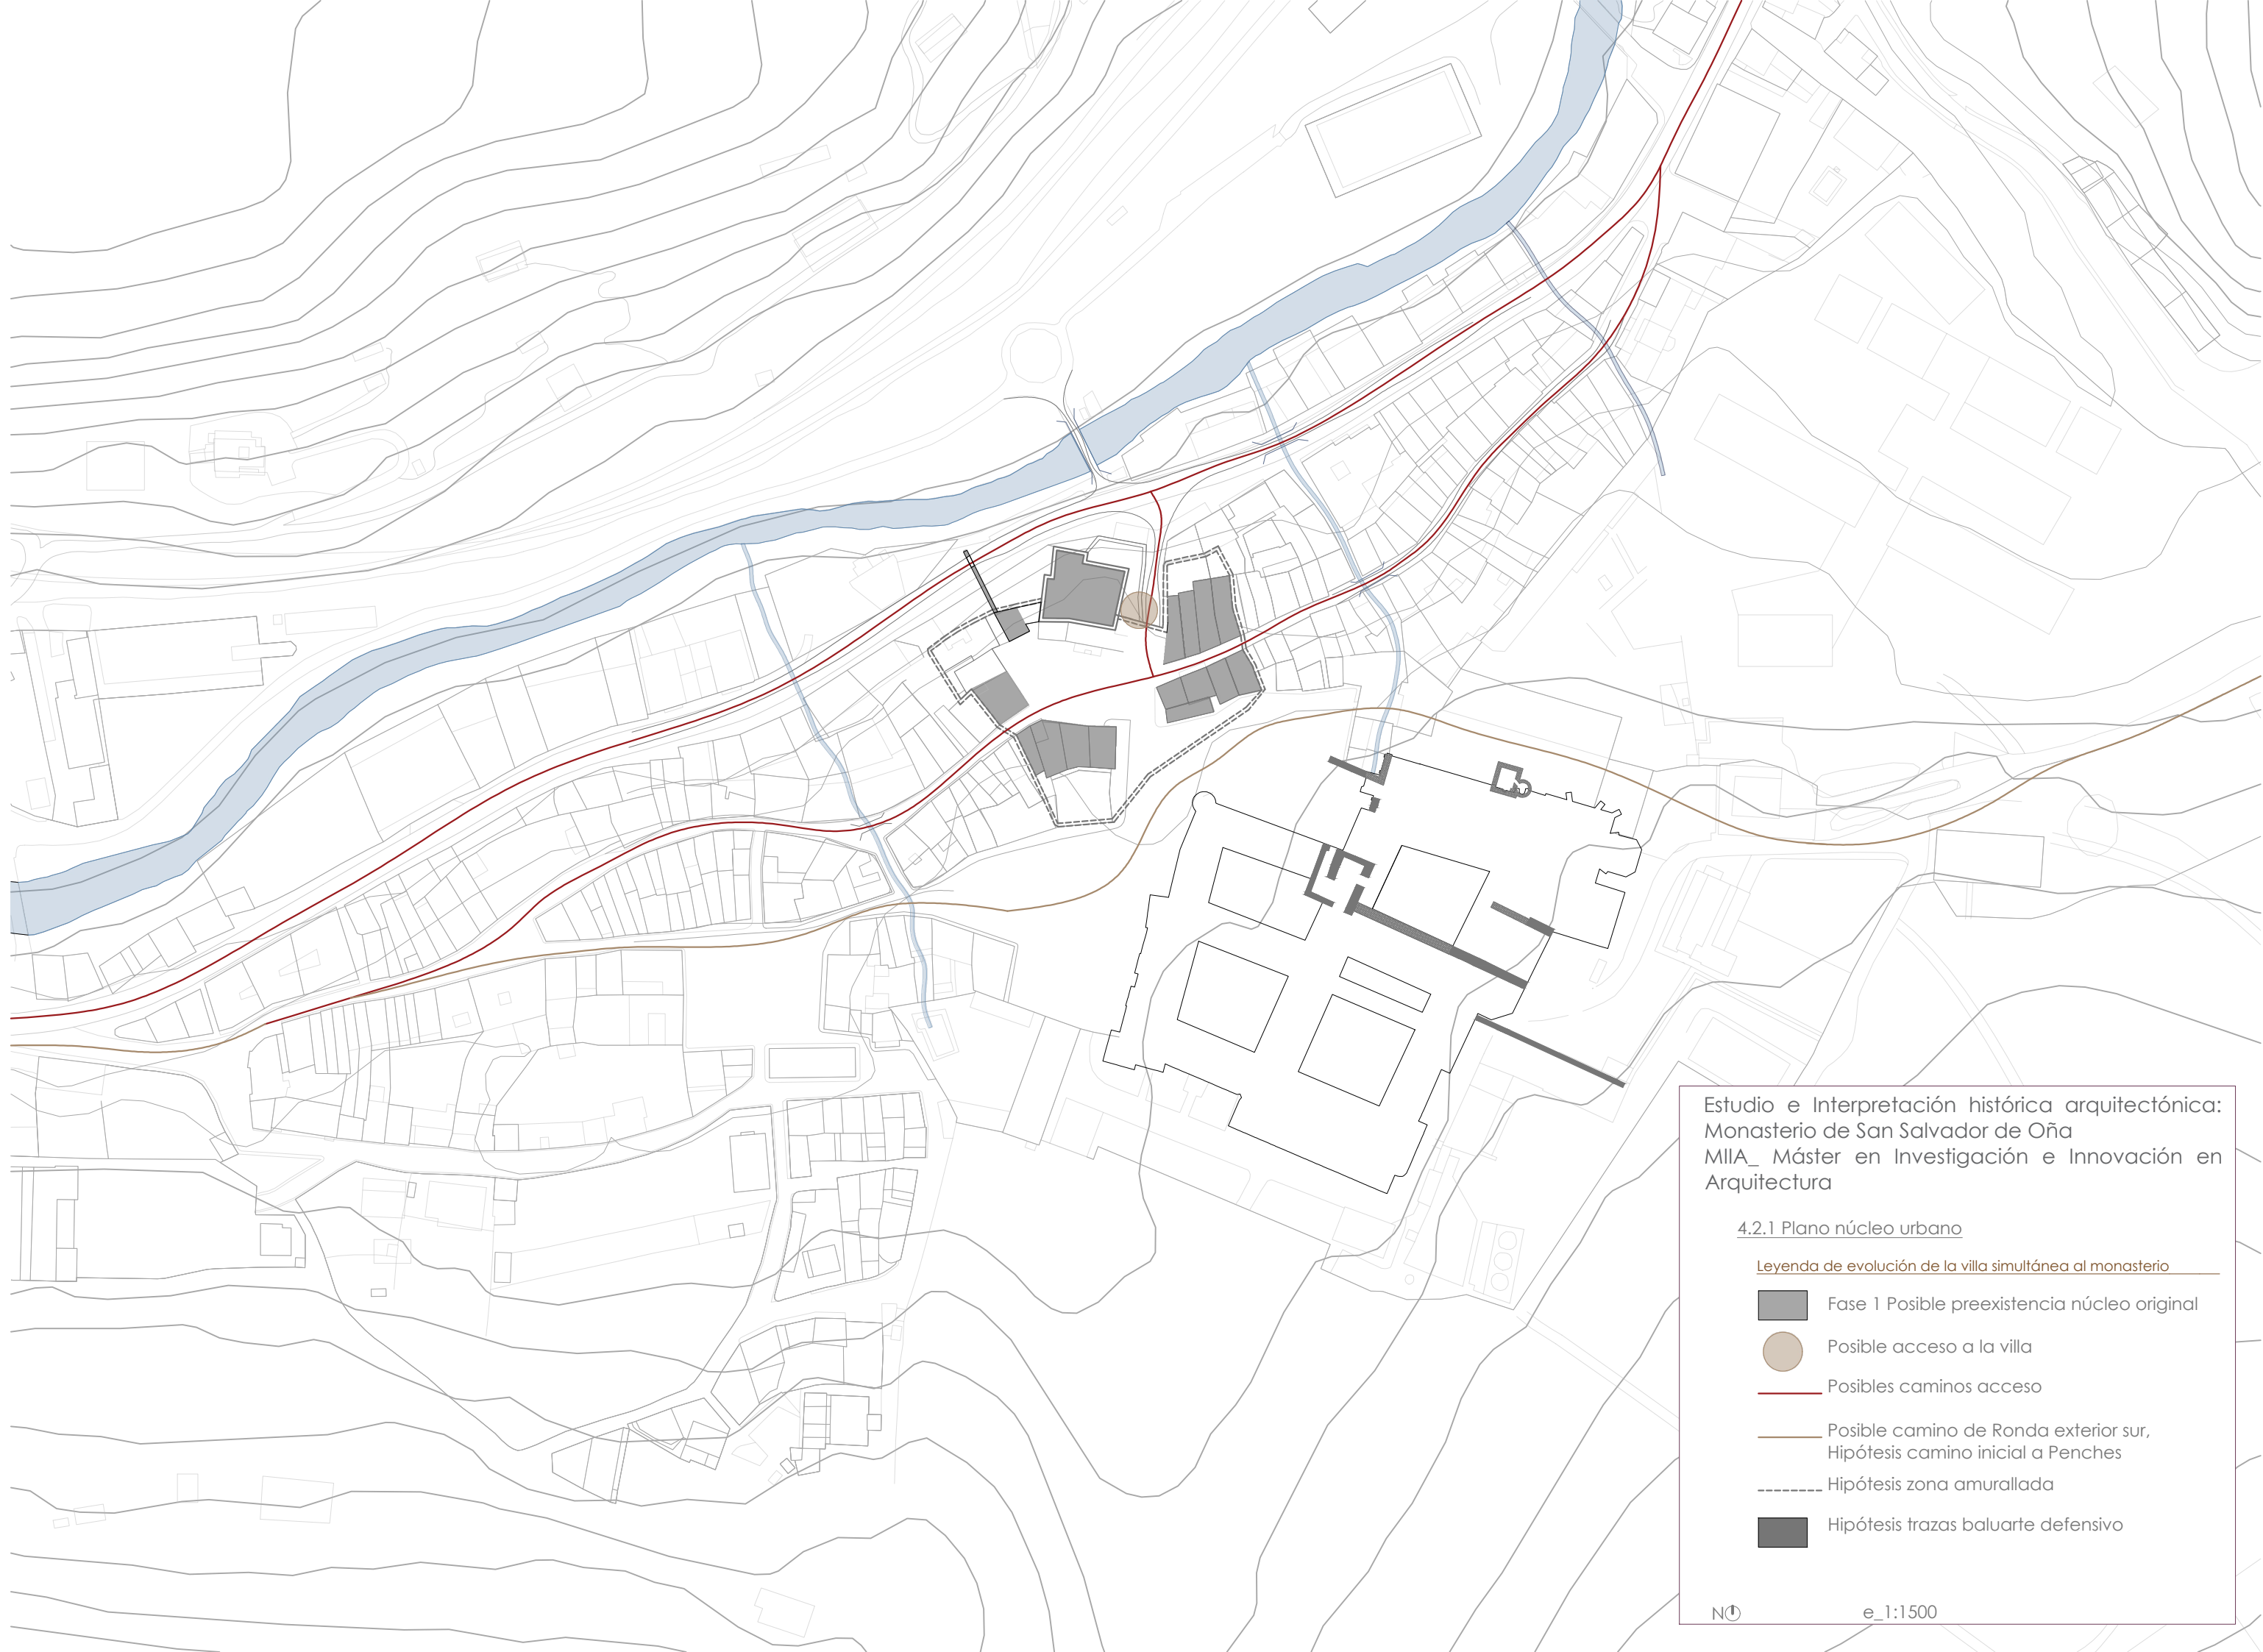 Estudio e Interpretación histórica arquitectónica:
Monasterio de San Salvador de Oña
MIIA_ Máster en Investigación e Innovación en
Arquitectura
4.2.1 Plano núcleo urbano
Leyenda de evolución de la villa simultánea al monasterio
Fase 1 Posible preexistencia núcleo original
Posible acceso a la villa
Posibles caminos acceso
Posible camino de Ronda exterior sur,
Hipótesis camino inicial a Penches
Hipótesis zona amurallada
Hipótesis trazas baluarte defensivo
N
e_1:1500